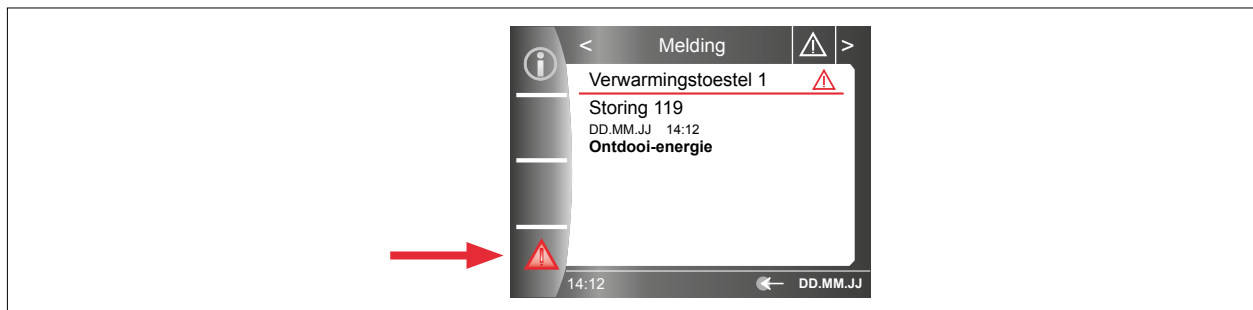 < Melding >
Verwarmingstoestel 1
Storing 119
DD.MM.JJ 14:12
Ontdooi-energie
14:12 DD.MM.JJ